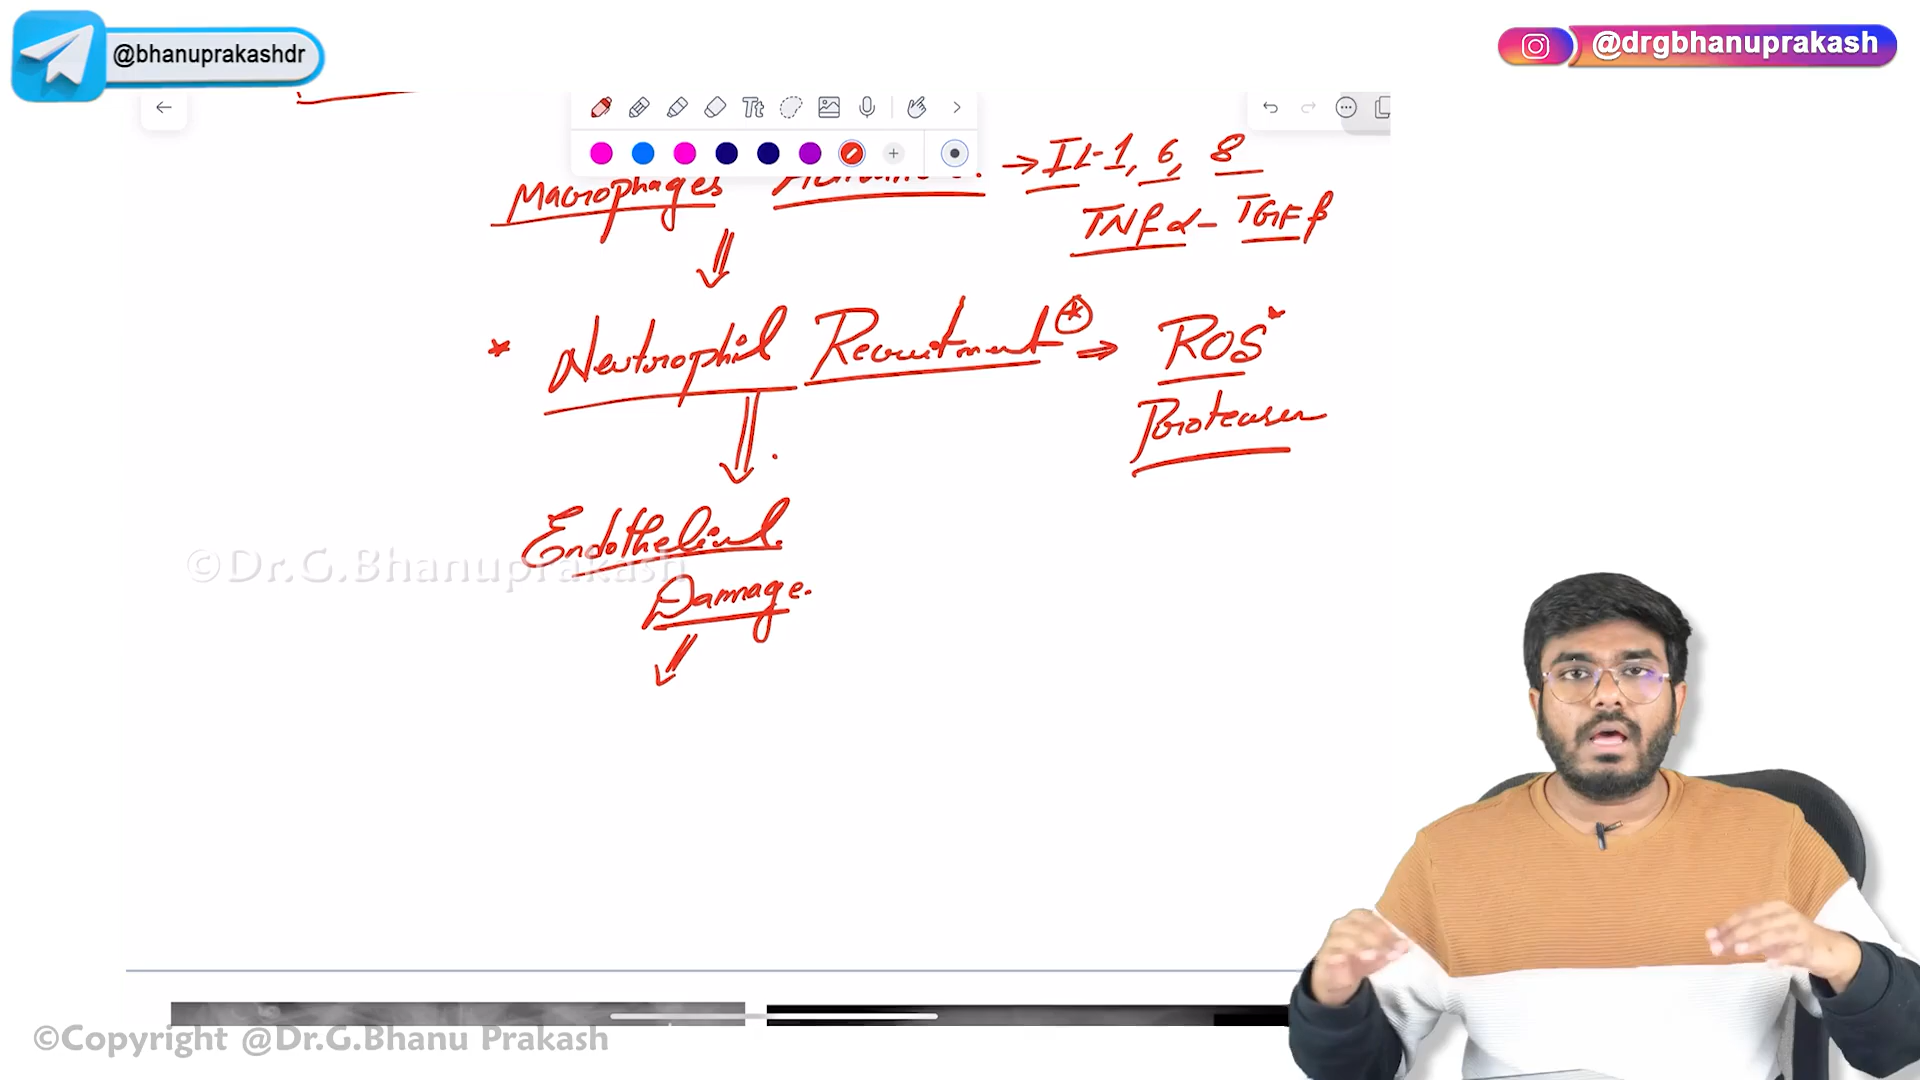 @bhanuprakashdr
@drgbhanuprakash
Tt
Macrophages → IL-1, 6, 8
TNFα - TGFβ
* Neutrophil Recruitment * ⇒ ROS*
Proteases
Endothelial.
©Dr.G.Bhanuprakash
Damage.
©Copyright @Dr.G.Bhanu Prakash